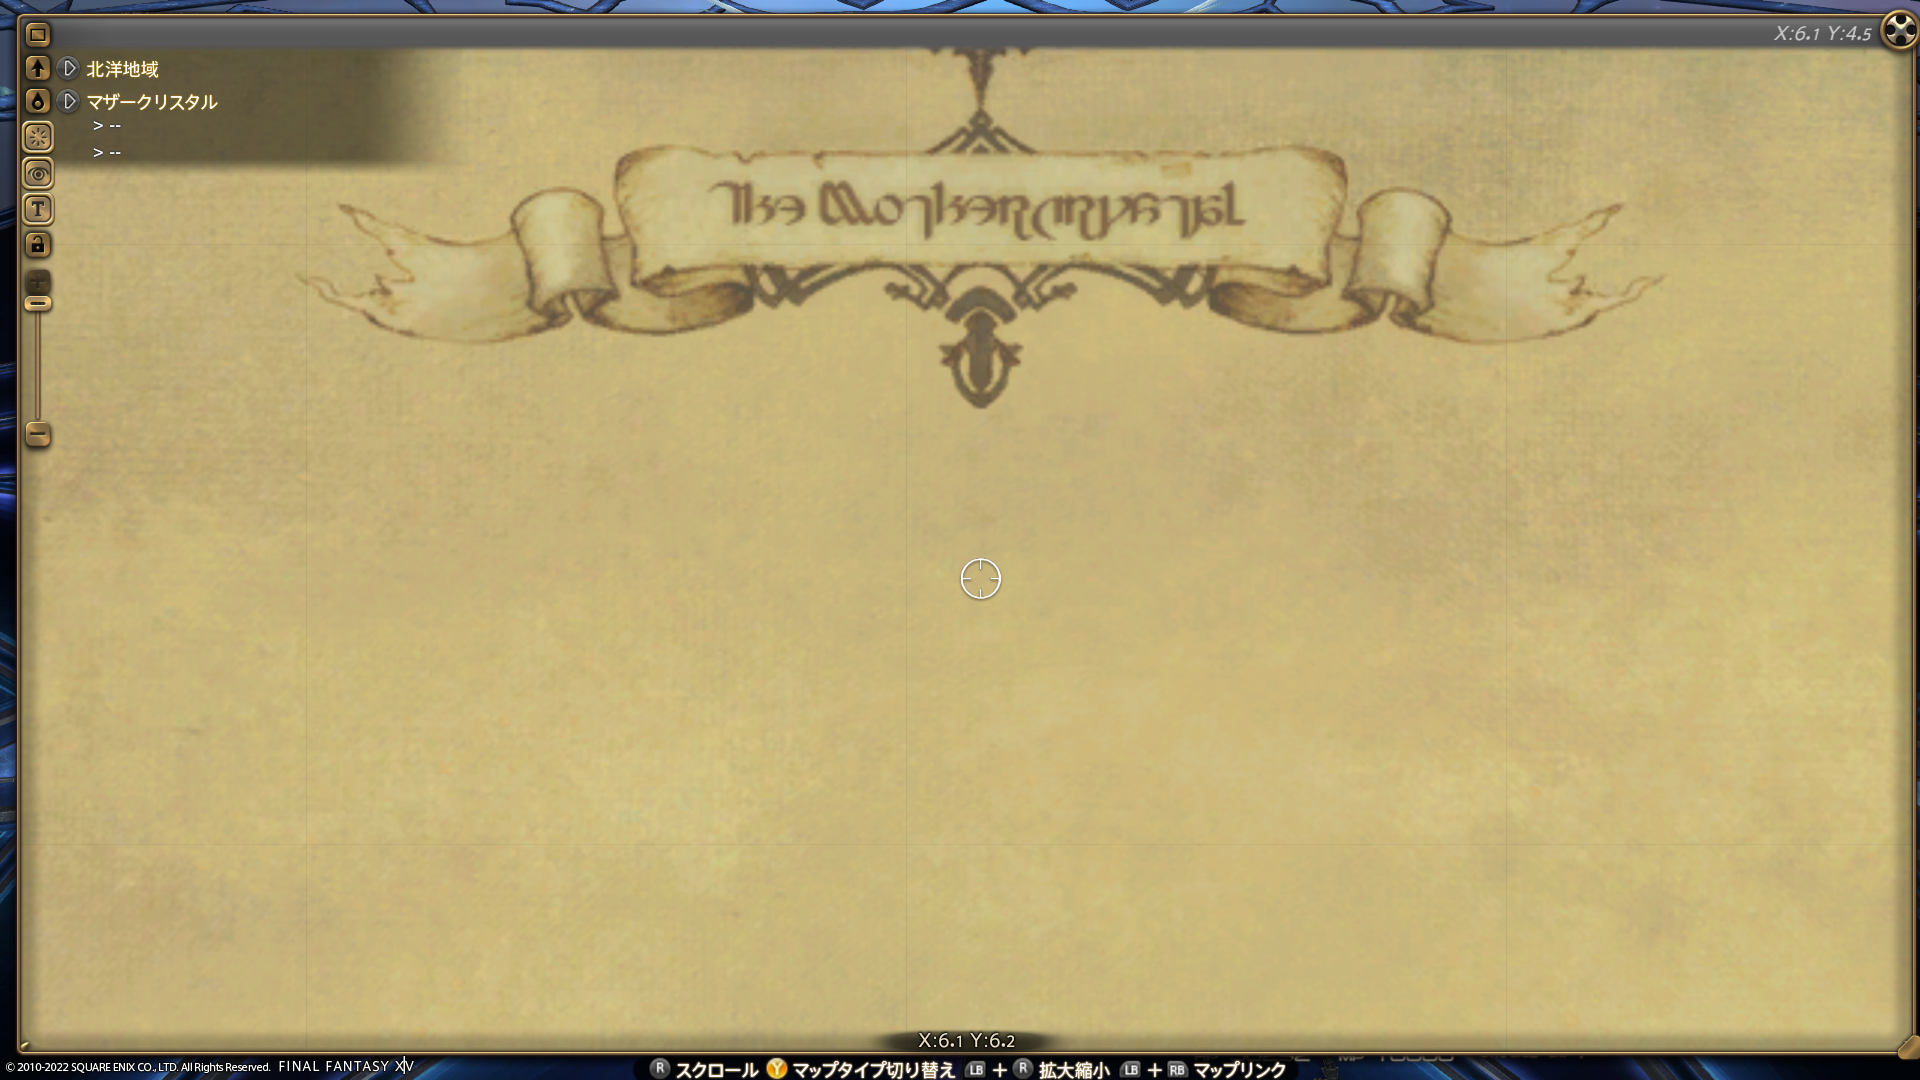 X:6.1 Y:4.5
北洋地域
マザークリスタル
> --
> --
The Mothercrystal
T
X:6.1 Y:6.2
© 2010-2022 SQUARE ENIX CO., LTD. All Rights Reserved. FINAL FANTASY XIV
R スクロール Y マップタイプ切り替え LB + R 拡大縮小 LB + RB マップリンク